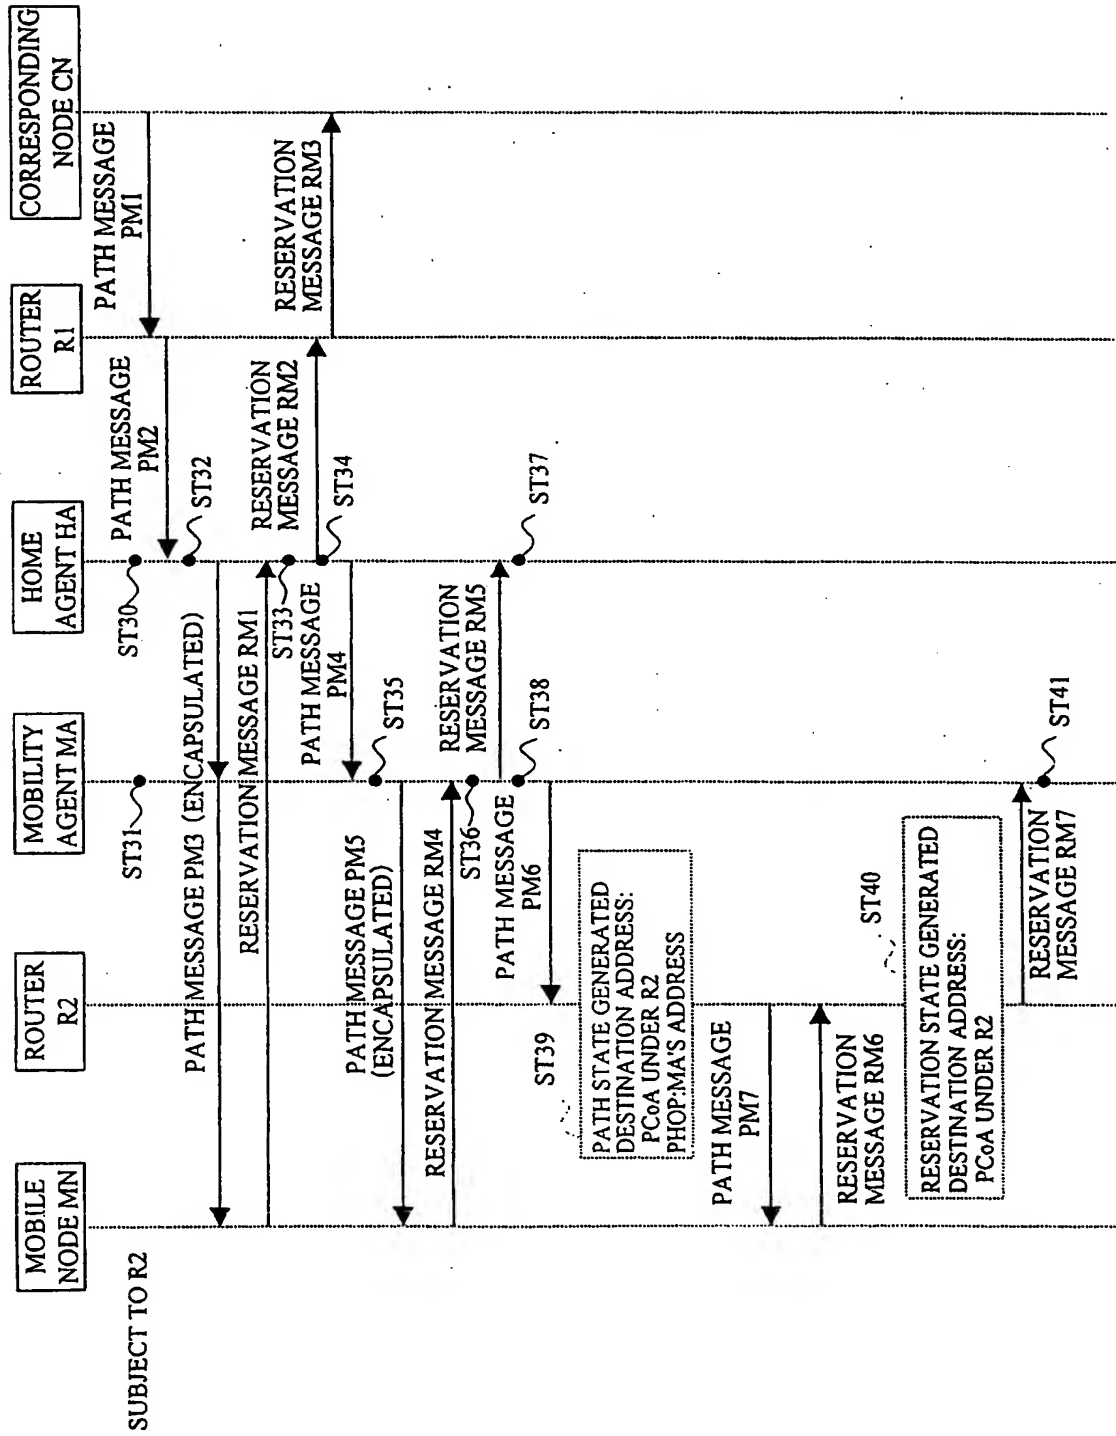 MOBILE
NODE MN
ROUTER
R2
MOBILITY
AGENT MA
HOME
AGENT HA
ROUTER
R1
CORRESPONDING
NODE CN
SUBJECT TO R2
ST31
ST30
PATH MESSAGE
PM1
PATH MESSAGE
PM2
ST32
PATH MESSAGE PM3 (ENCAPSULATED)
RESERVATION MESSAGE RM1
ST33
RESERVATION
MESSAGE RM2
RESERVATION
MESSAGE RM3
ST34
PATH MESSAGE
PM4
ST35
PATH MESSAGE PM5
(ENCAPSULATED)
RESERVATION MESSAGE RM4
ST36
RESERVATION
MESSAGE RM5
ST37
ST38
PATH MESSAGE
PM6
ST39
PATH STATE GENERATED
DESTINATION ADDRESS:
PCoA UNDER R2
PHOP:MA'S ADDRESS
PATH MESSAGE
PM7
RESERVATION
MESSAGE RM6
ST40
RESERVATION STATE GENERATED
DESTINATION ADDRESS:
PCoA UNDER R2
RESERVATION
MESSAGE RM7
ST41